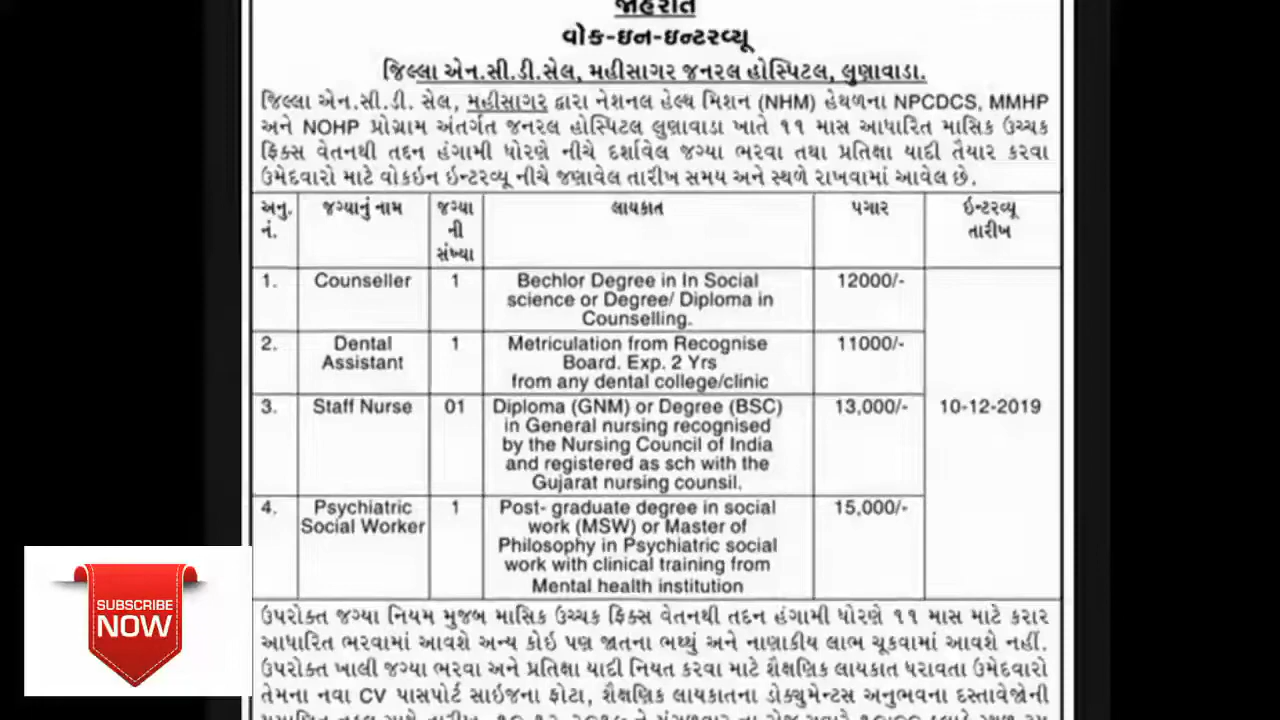 જાહેરાત
વોક-ઇન-ઇન્ટરવ્યૂ
જિલ્લા એન.સી.ડી.સેલ, મહીસાગર જનરલ હોસ્પિટલ, લુણાવાડા.
જિલ્લા એન.સી.ડી. સેલ, મહીસાગર દ્વારા નેશનલ હેલ્થ મિશન (NHM) હેથળના NPCDCS, MMHP
અને NOHP પ્રોગ્રામ અંતર્ગત જનરલ હોસ્પિટલ લુણાવાડા ખાતે ૧૧ માસ આધારિત માસિક ઉચ્ચક
ફિક્સ વેતનથી તદન હંગામી ધોરણે નીચે દર્શાવેલ જગ્યા ભરવા તથા પ્રતિક્ષા યાદી તૈયાર કરવા
ઉમેદવારો માટે વોકઇન ઇંન્ટરવ્યૂ નીચે જણાવેલ તારીખ સમય અને સ્થળે રાખવામાં આવેલ છે.
અનુ. નં. જગ્યાનું નામ જગ્યા ની સંખ્યા લાયકાત પગાર ઇંન્ટરવ્યૂ તારીખ
1. Counseller 1 Bechlor Degree in In Social 12000/-
science or Degree/ Diploma in
Counselling.
2. Dental 1 Metriculation from Recognise 11000/-
Assistant Board. Exp. 2 Yrs
from any dental college/clinic
3. Staff Nurse 01 Diploma (GNM) or Degree (BSC) 13,000/- 10-12-2019
in General nursing recognised
by the Nursing Council of India
and registered as sch with the
Gujarat nursing counsil.
4. Psychiatric 1 Post- graduate degree in social 15,000/-
Social Worker work (MSW) or Master of
Philosophy in Psychiatric social
work with clinical training from
Mental health institution
ઉપરોક્ત જગ્યા નિયમ મુજબ માસિક ઉચ્ચક ફિક્સ વેતનથી તદન હંગામી ધોરણે ૧૧ માસ માટે કરાર
આધારિત ભરવામાં આવશે અન્ય કોઇ પણ જાતના ભથ્થું અને નાણાકીય લાભ ચૂકવામાં આવશે નહીં.
ઉપરોક્ત ખાલી જગ્યા ભરવા અને પ્રતિક્ષા યાદી નિયત કરવા માટે શૈક્ષણિક લાયકાત ધરાવતા ઉમેદવારો
તેમના નવા CV પાસપોર્ટ સાઇજના ફોટા, શૈક્ષણિક લાયકાતના ડોક્યુમેન્ટસ અનુભવના દસ્તાવેજોની
SUBSCRIBE
NOW